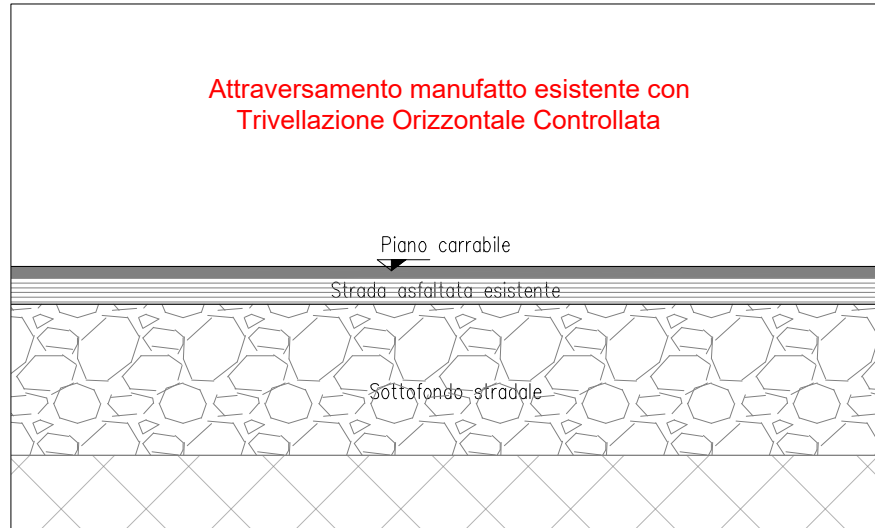 Attraversamento manufatto esistente con
Trivellazione Orizzontale Controllata
Piano carrabile
Strada asfaltata esistente
Sottofondo stradale